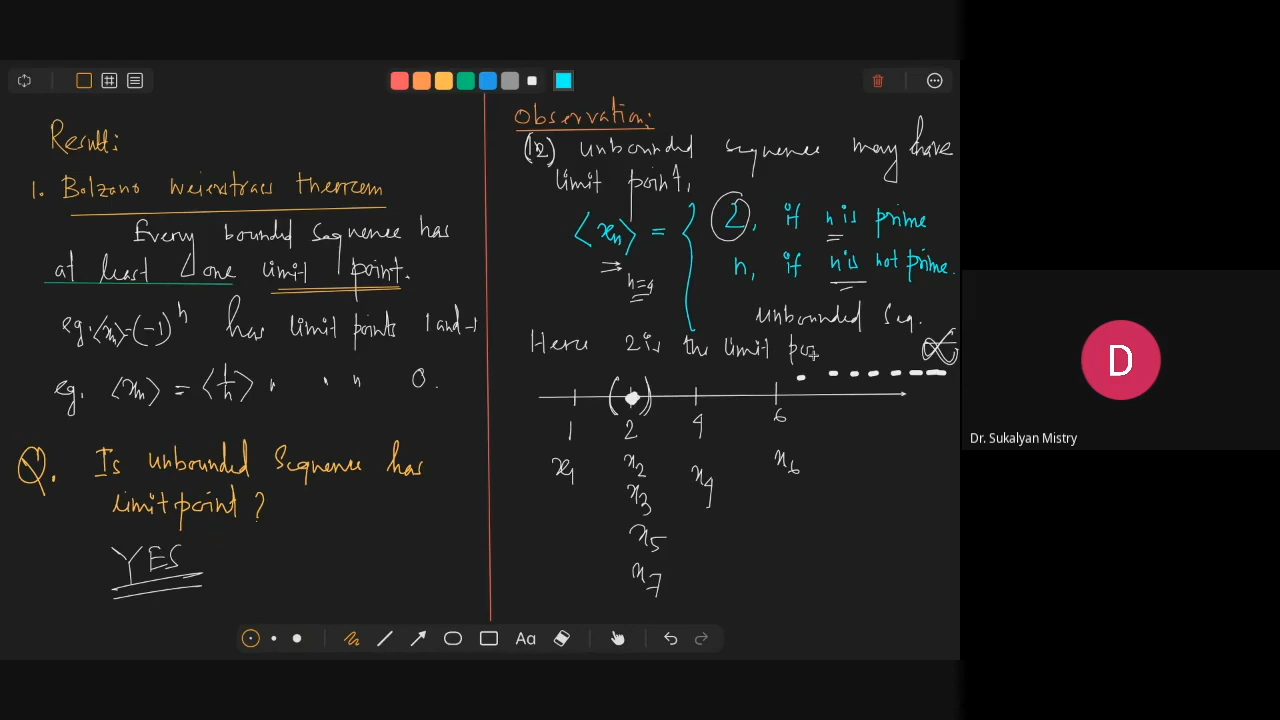 Result:
1. Bolzano weierstrass theorem
Every bounded sequence has
at least one limit point.
eg: ⟨xn⟩=(-1)^n has limit points 1 and -1
eg. ⟨xn⟩ = ⟨1/n⟩ " " " 0.
Q. Is unbounded sequence has
limit point?
YES
Observation:
unbounded sequence may have
limit point.
⟨xn⟩ = { 2, if n is prime
n, if n is not prime.
unbounded seq.
Here 2 is the limit po
1 2 4 6
x1 x2 x4 x6
x3
x5
x7
Aa
D
Dr. Sukalyan Mistry